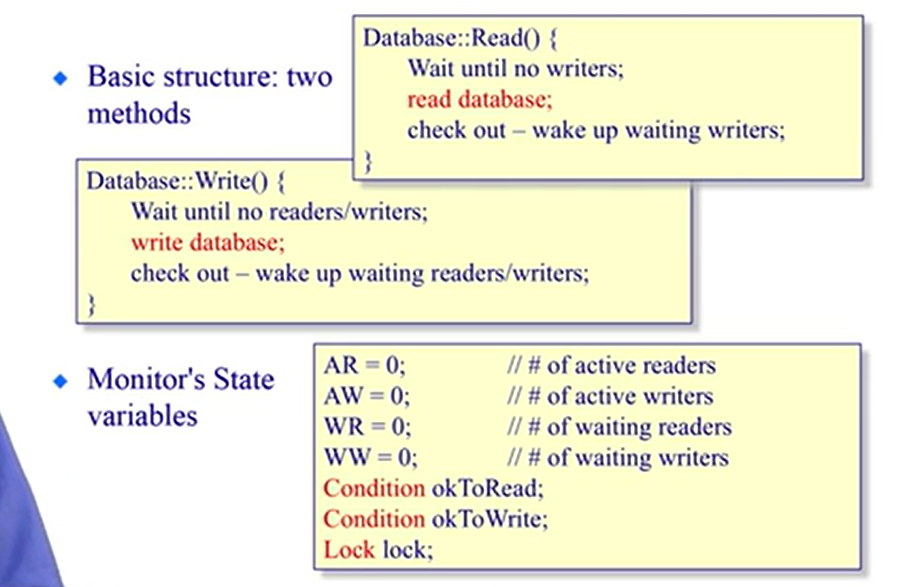 Basic structure: two
methods
Database::Read() {
Wait until no writers;
read database;
check out – wake up waiting writers;
}
Database::Write() {
Wait until no readers/writers;
write database;
check out – wake up waiting readers/writers;
}
Monitor's State
variables
AR = 0; // # of active readers
AW = 0; // # of active writers
WR = 0; // # of waiting readers
WW = 0; // # of waiting writers
Condition okToRead;
Condition okToWrite;
Lock lock;